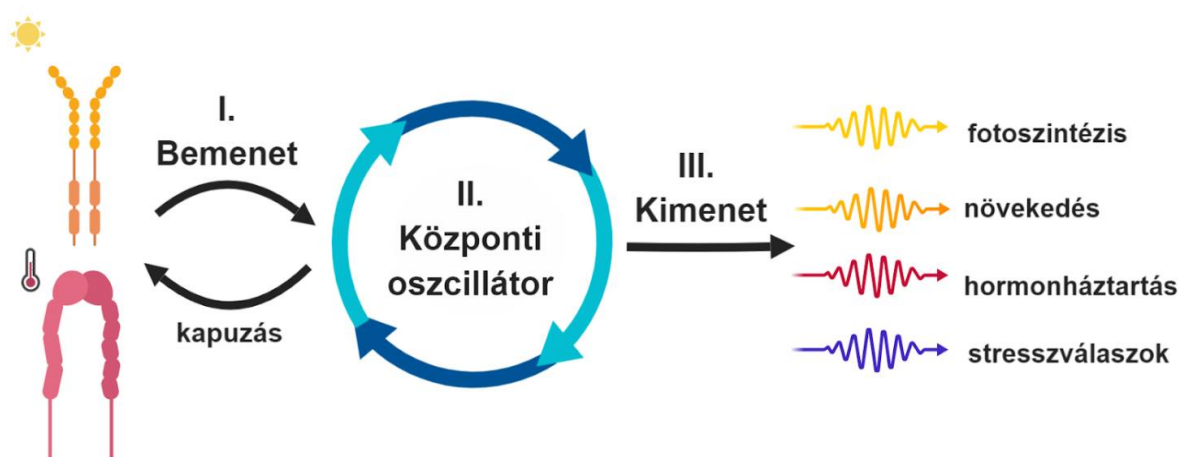 I.
Bemenet
kapuzás
II.
Központi
oszcillátor
III.
Kimenet
fotoszintézis
növekedés
hormonháztartás
stresszválaszok